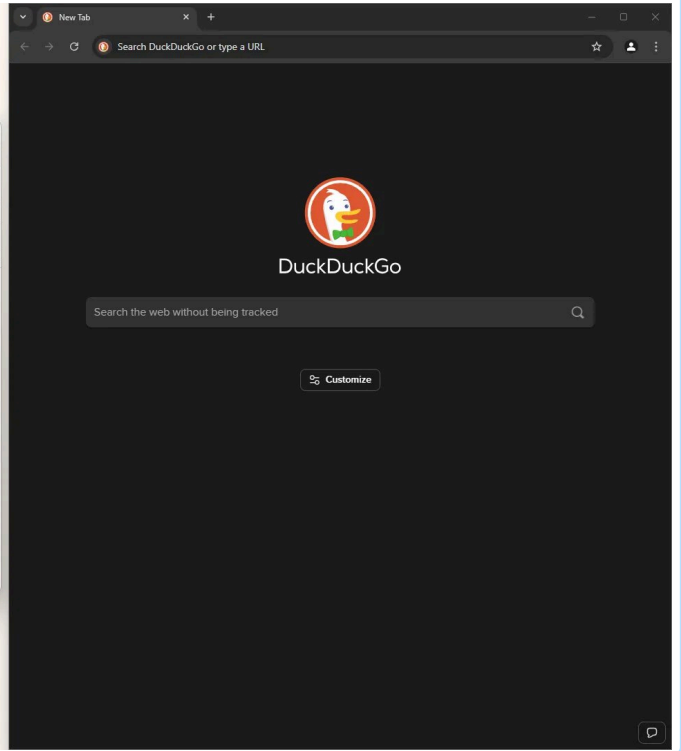 New Tab
Search DuckDuckGo or type a URL
DuckDuckGo
Search the web without being tracked
Customize